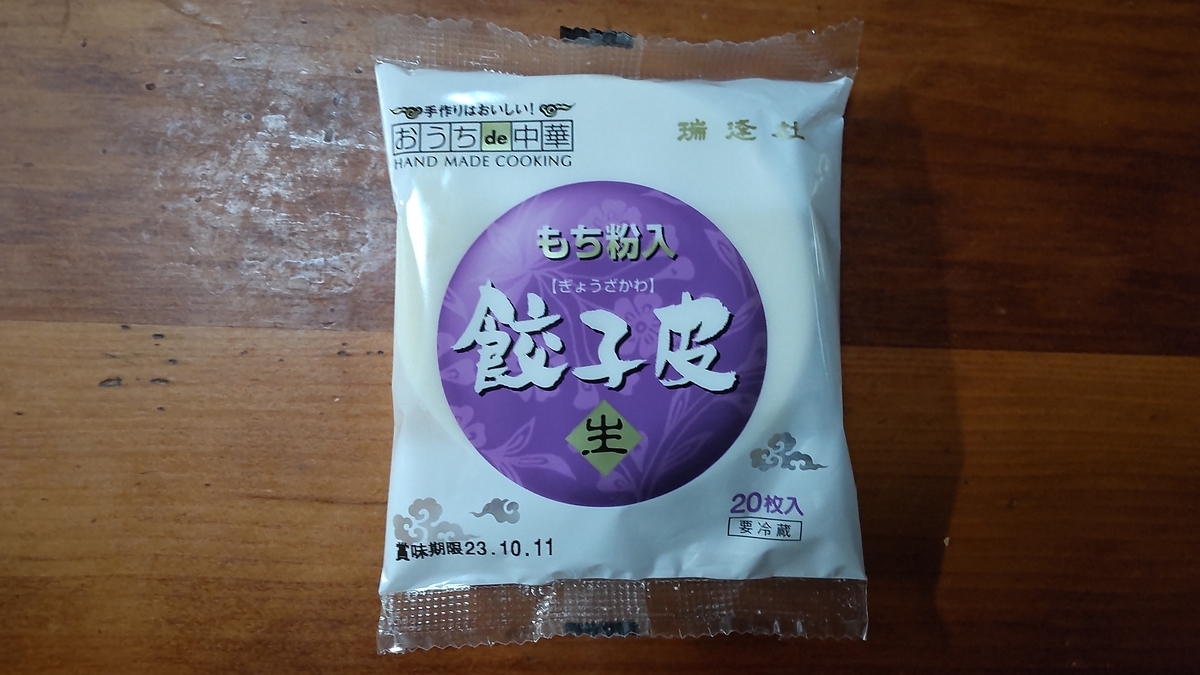 手作りはおいしい!
おうちde中華
HAND MADE COOKING
瑞逢社
もち粉入
【ぎょうざかわ】
餃子皮
生
20枚入
要冷蔵
賞味期限23.10.11